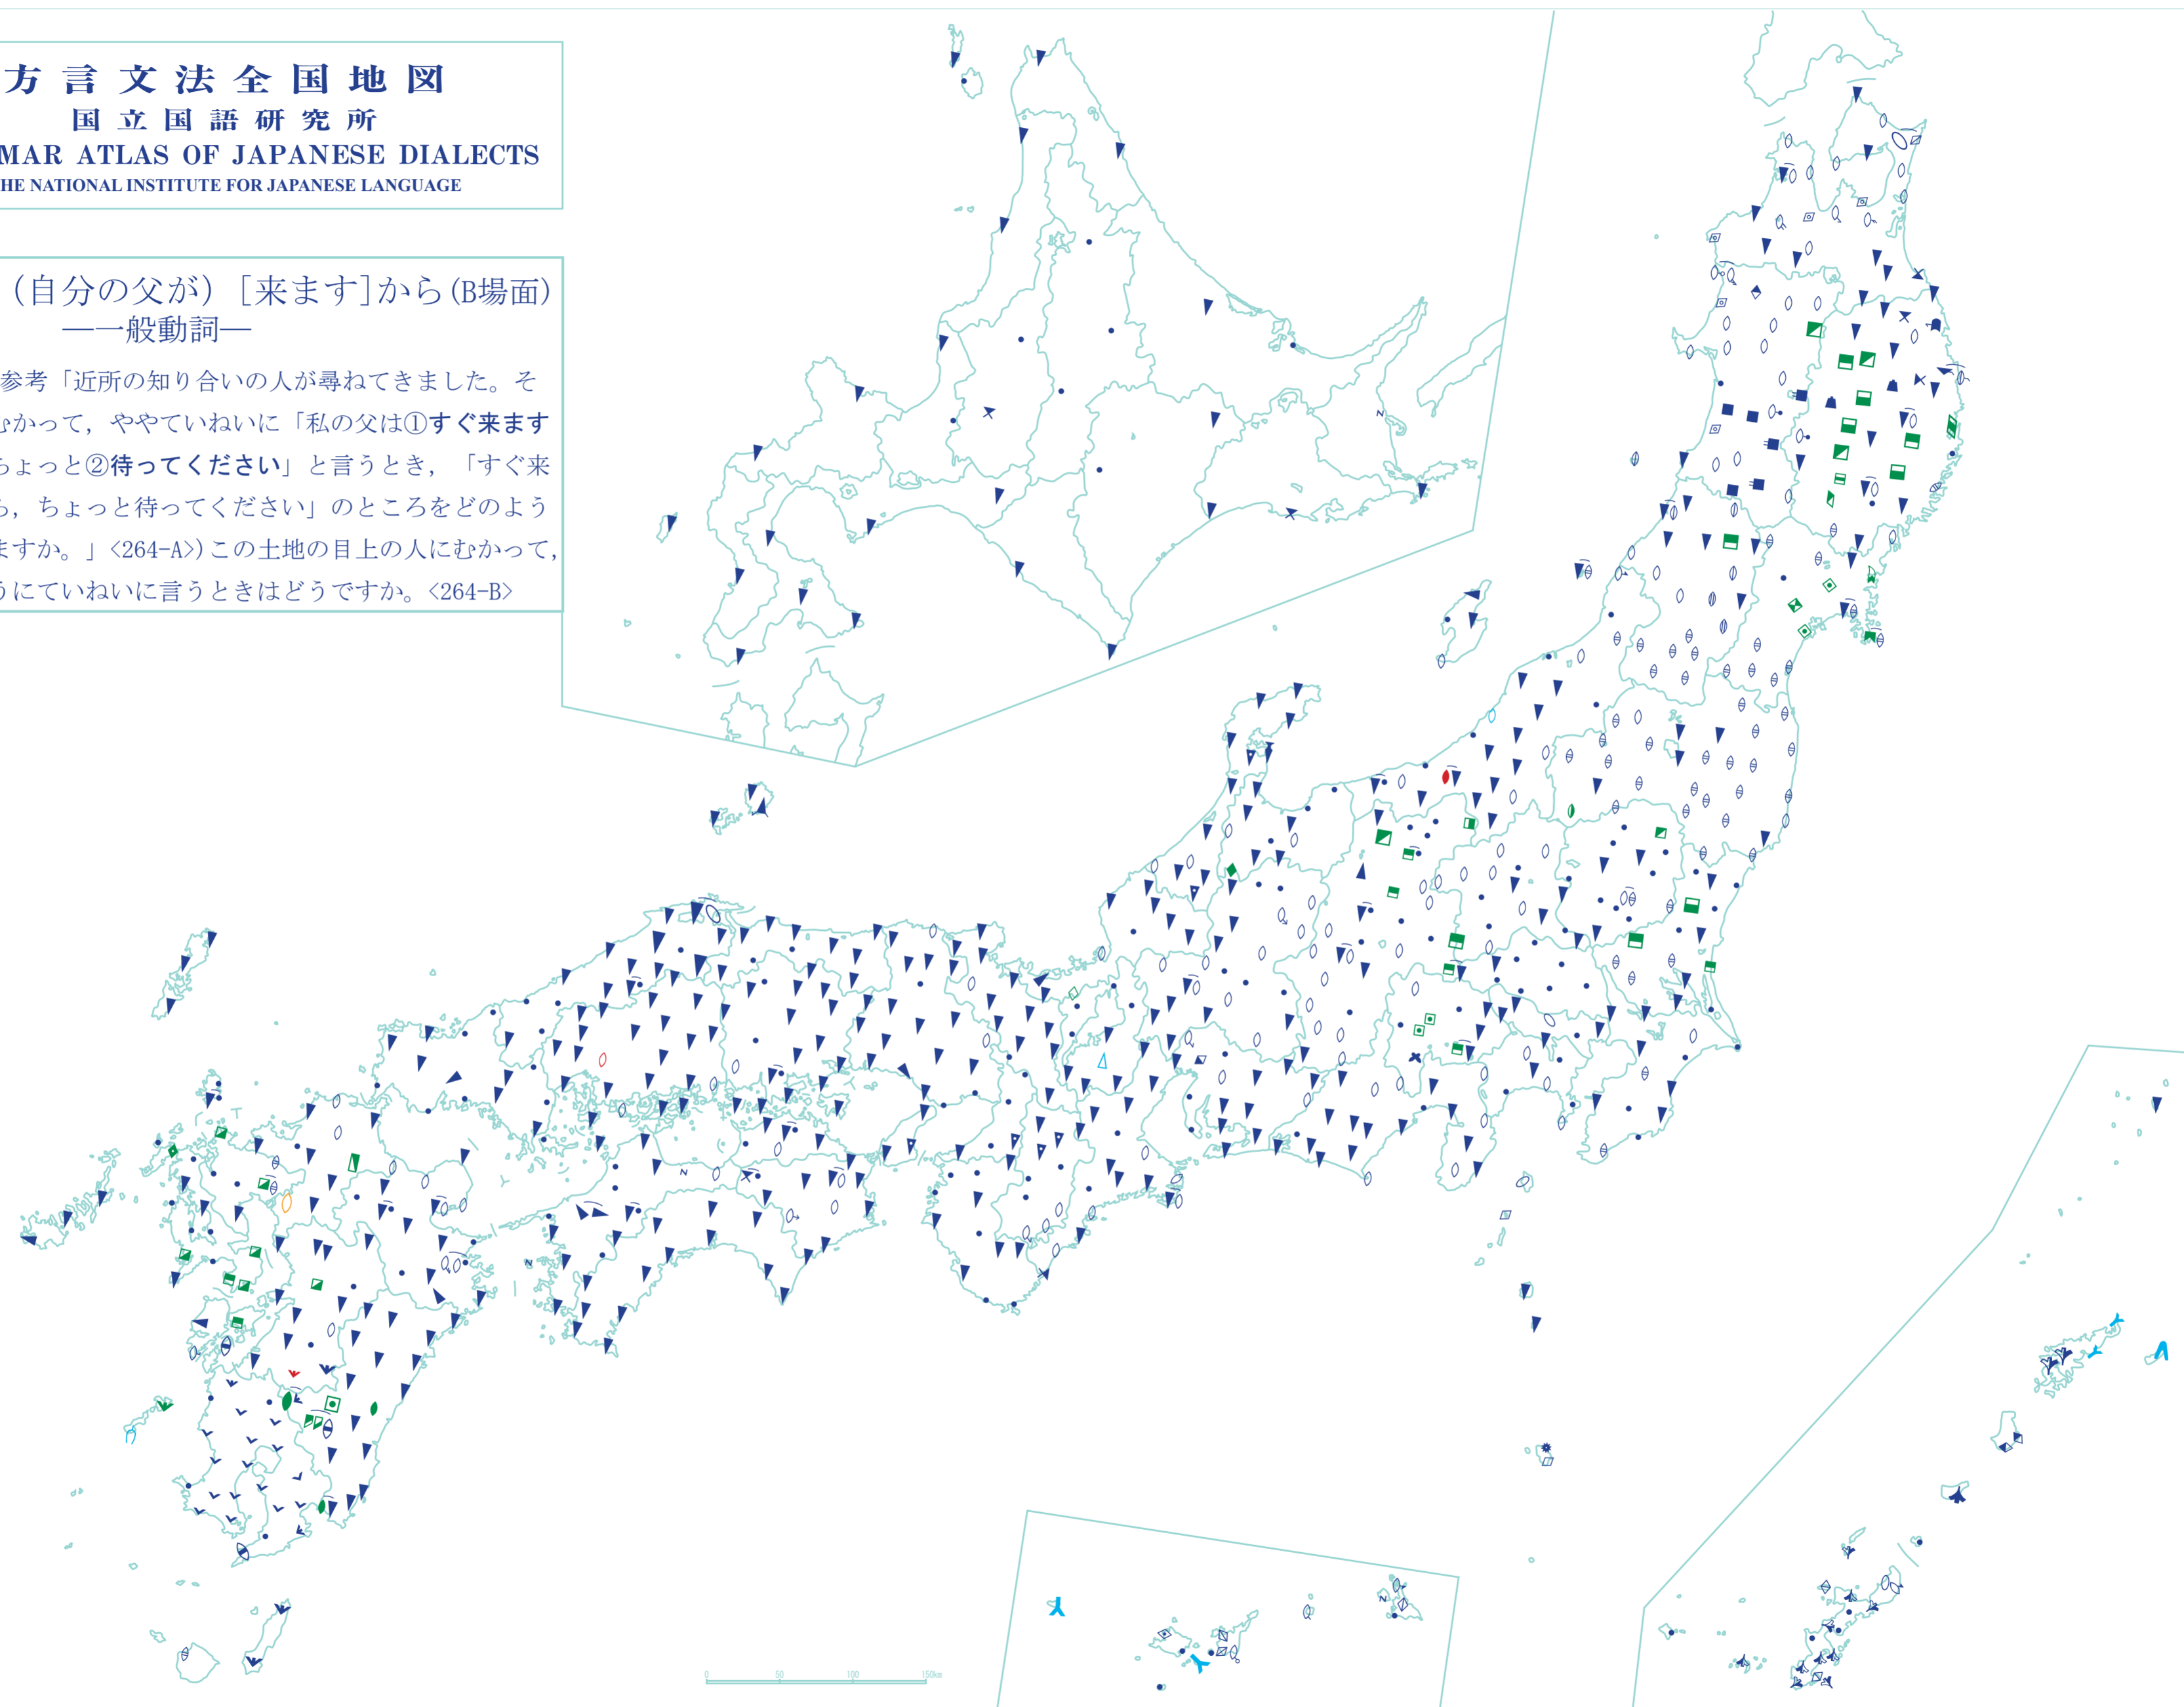 方言文法全国地図
国立国語研究所
MAR ATLAS OF JAPANESE DIALECTS
HE NATIONAL INSTITUTE FOR JAPANESE LANGUAGE
(自分の父が)[来ます]から(B場面)
―一般動詞―
参考「近所の知り合いの人が尋ねてきました。そ
むかって,ややていねいに「私の父は①すぐ来ます
ちょっと②待ってください」と言うとき,「すぐ来
ら,ちょっと待ってください」のところをどのよう
ますか。」<264-A>)この土地の目上の人にむかって,
うにていねいに言うときはどうですか。<264-B>
0 50 100 150km